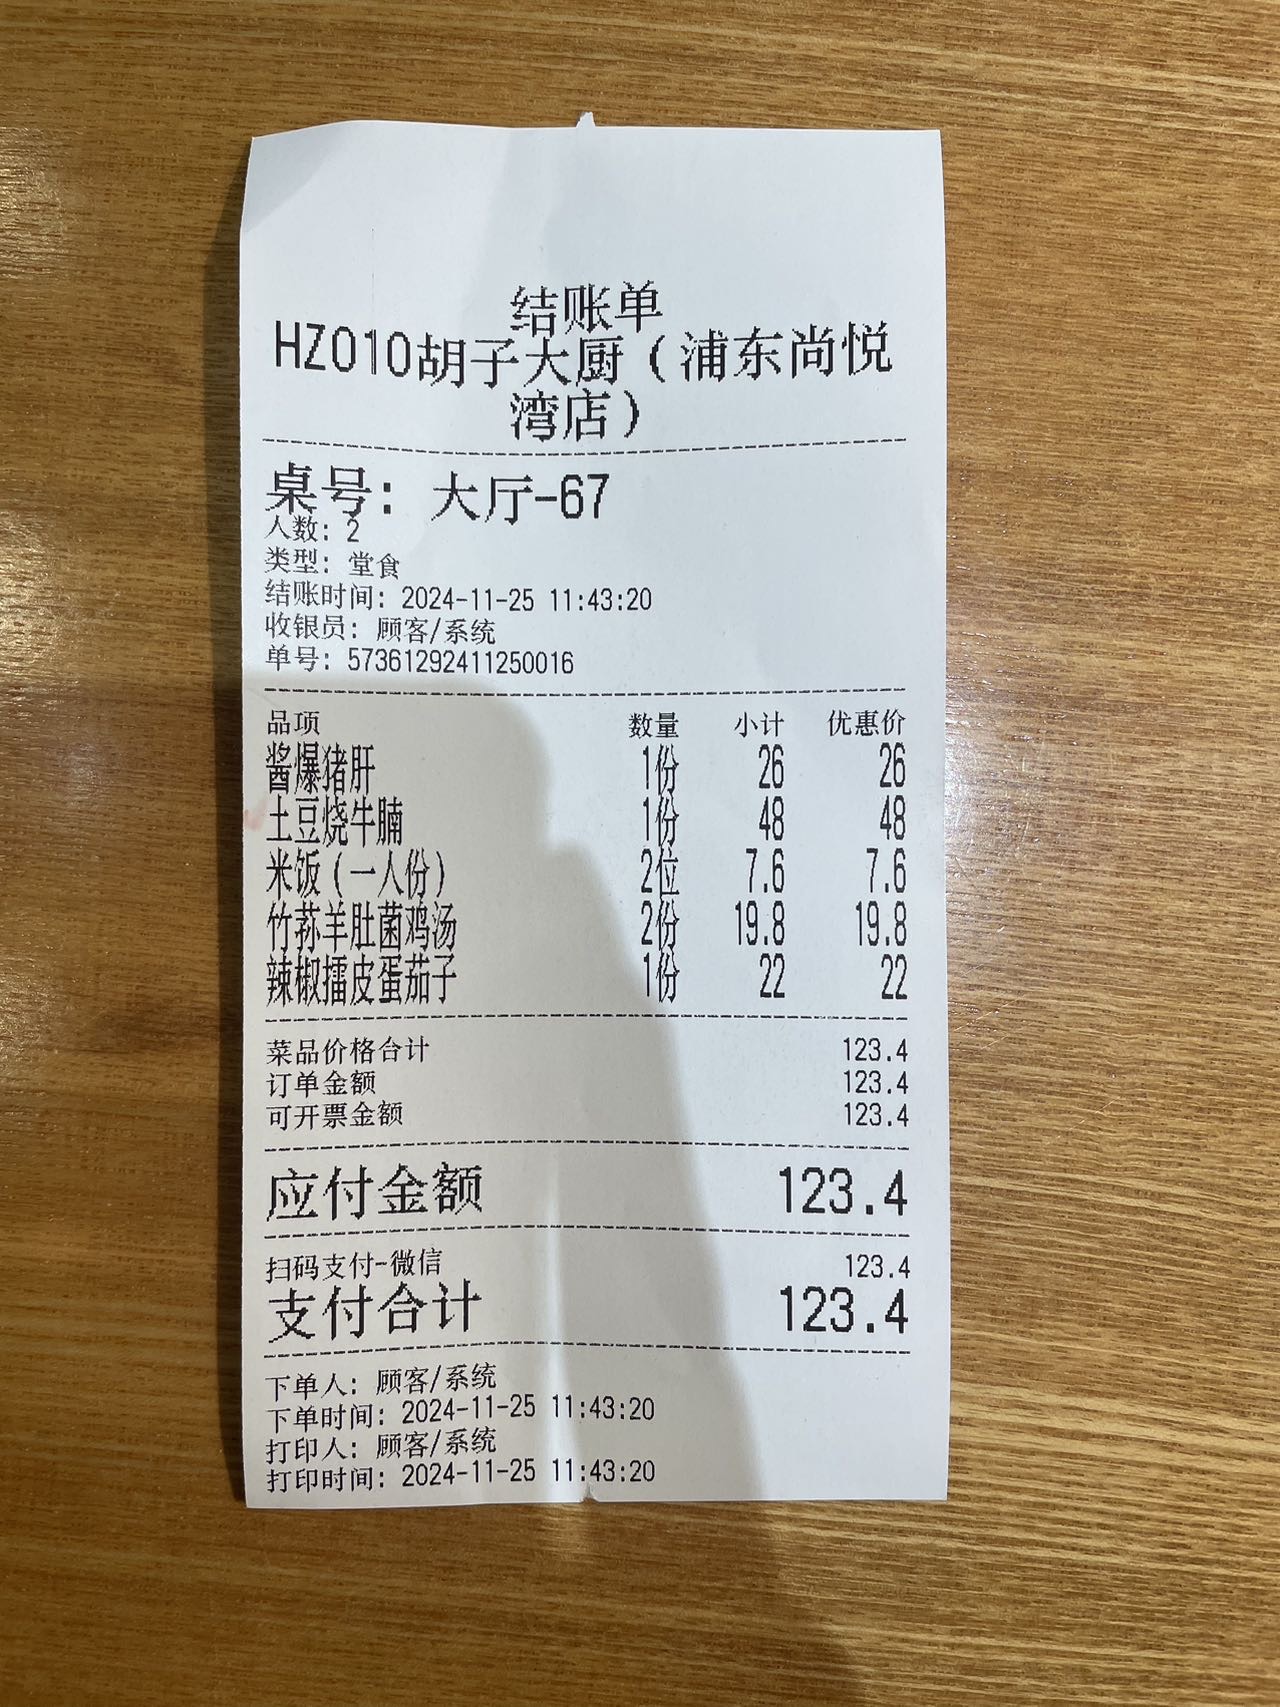 结账单
HZ010胡子大厨（浦东尚悦
湾店）
桌号：大厅-67
人数：2
类型：堂食
结账时间：2024-11-25 11:43:20
收银员：顾客/系统
单号：57361292411250016
品项 数量 小计 优惠价
酱爆猪肝 1份 26 26
土豆烧牛腩 1份 48 48
米饭（一人份） 2位 7.6 7.6
竹荪羊肚菌鸡汤 2份 19.8 19.8
辣椒擂皮蛋茄子 1份 22 22
菜品价格合计 123.4
订单金额 123.4
可开票金额 123.4
应付金额 123.4
扫码支付-微信 123.4
支付合计 123.4
下单人：顾客/系统
下单时间：2024-11-25 11:43:20
打印人：顾客/系统
打印时间：2024-11-25 11:43:20